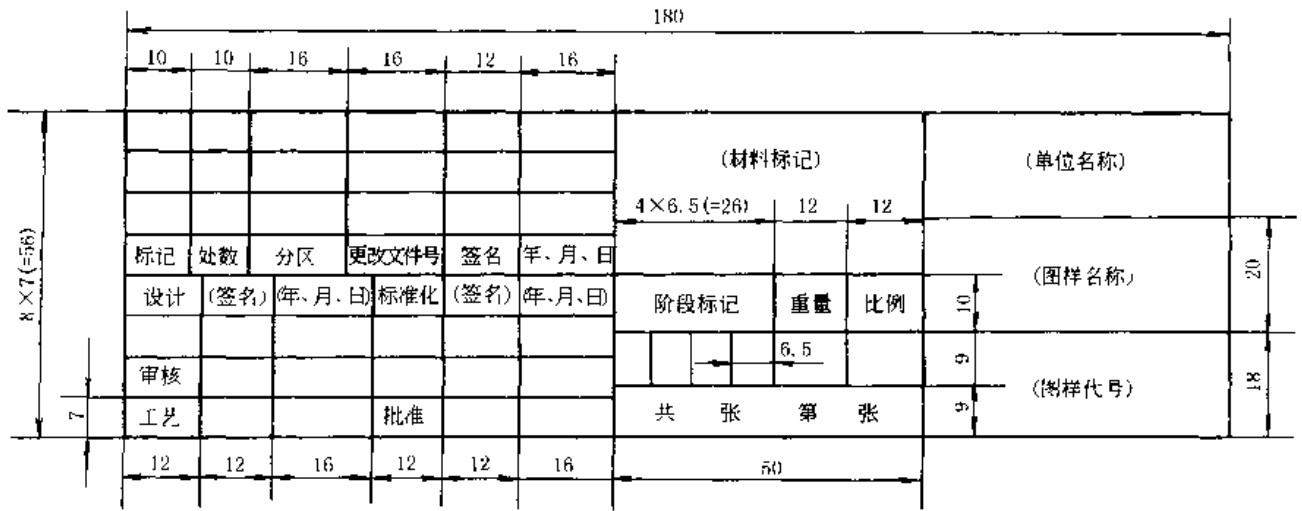 180
10 10 16 16 12 16
(材料标记) (单位名称)
4×6.5(=26) 12 12
标记 处数 分区 更改文件号 签名 年、月、日
8×7(=56)
设计 (签名) (年、月、日) 标准化 (签名) (年、月、日)
阶段标记 重量 比例 10 (图样名称) 20
6.5 9
审核
7 工艺 批准 共 张 第 张 9 (图样代号) 18
12 12 16 12 12 16 50